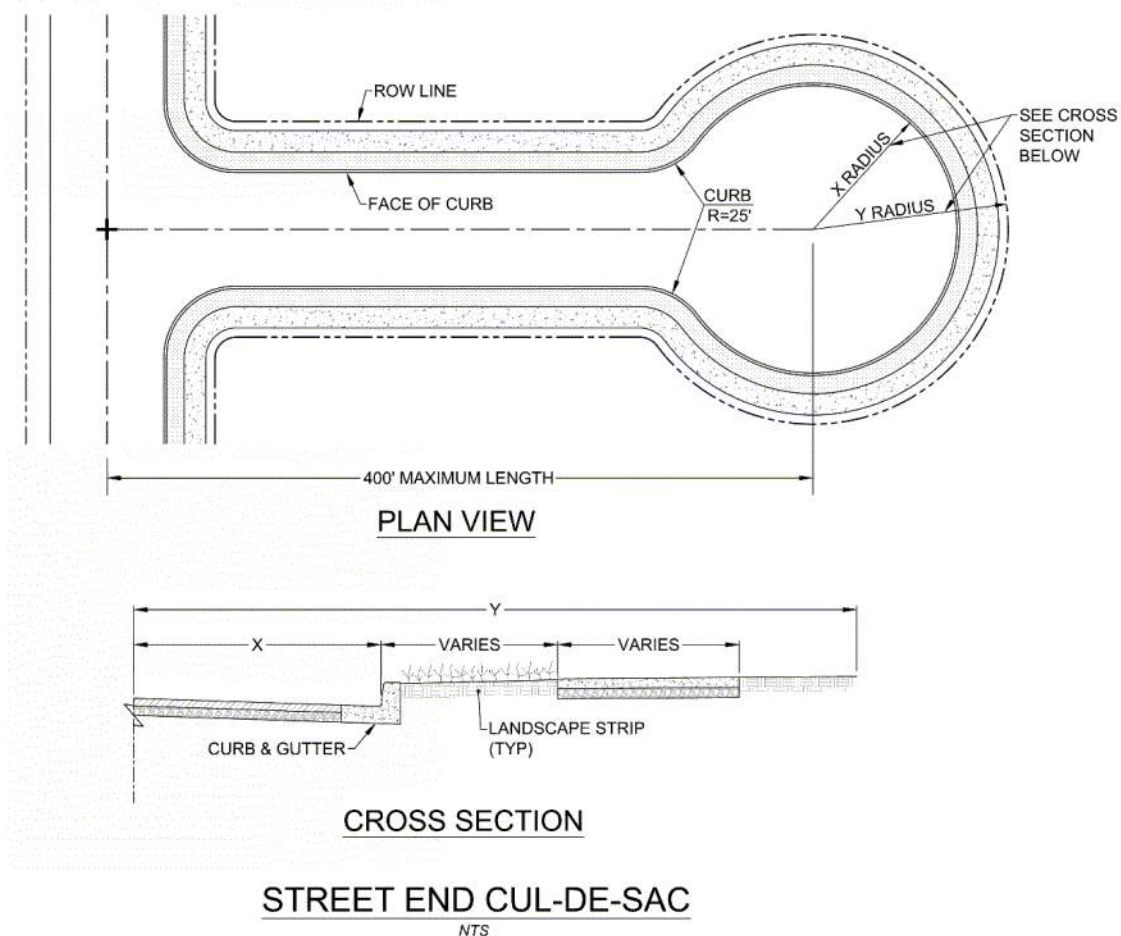 ROW LINE
FACE OF CURB
CURB
R=25'
X RADIUS
Y RADIUS
SEE CROSS
SECTION
BELOW
400' MAXIMUM LENGTH
PLAN VIEW
Y
X
VARIES
VARIES
LANDSCAPE STRIP
(TYP)
CURB & GUTTER
CROSS SECTION
STREET END CUL-DE-SAC
NTS